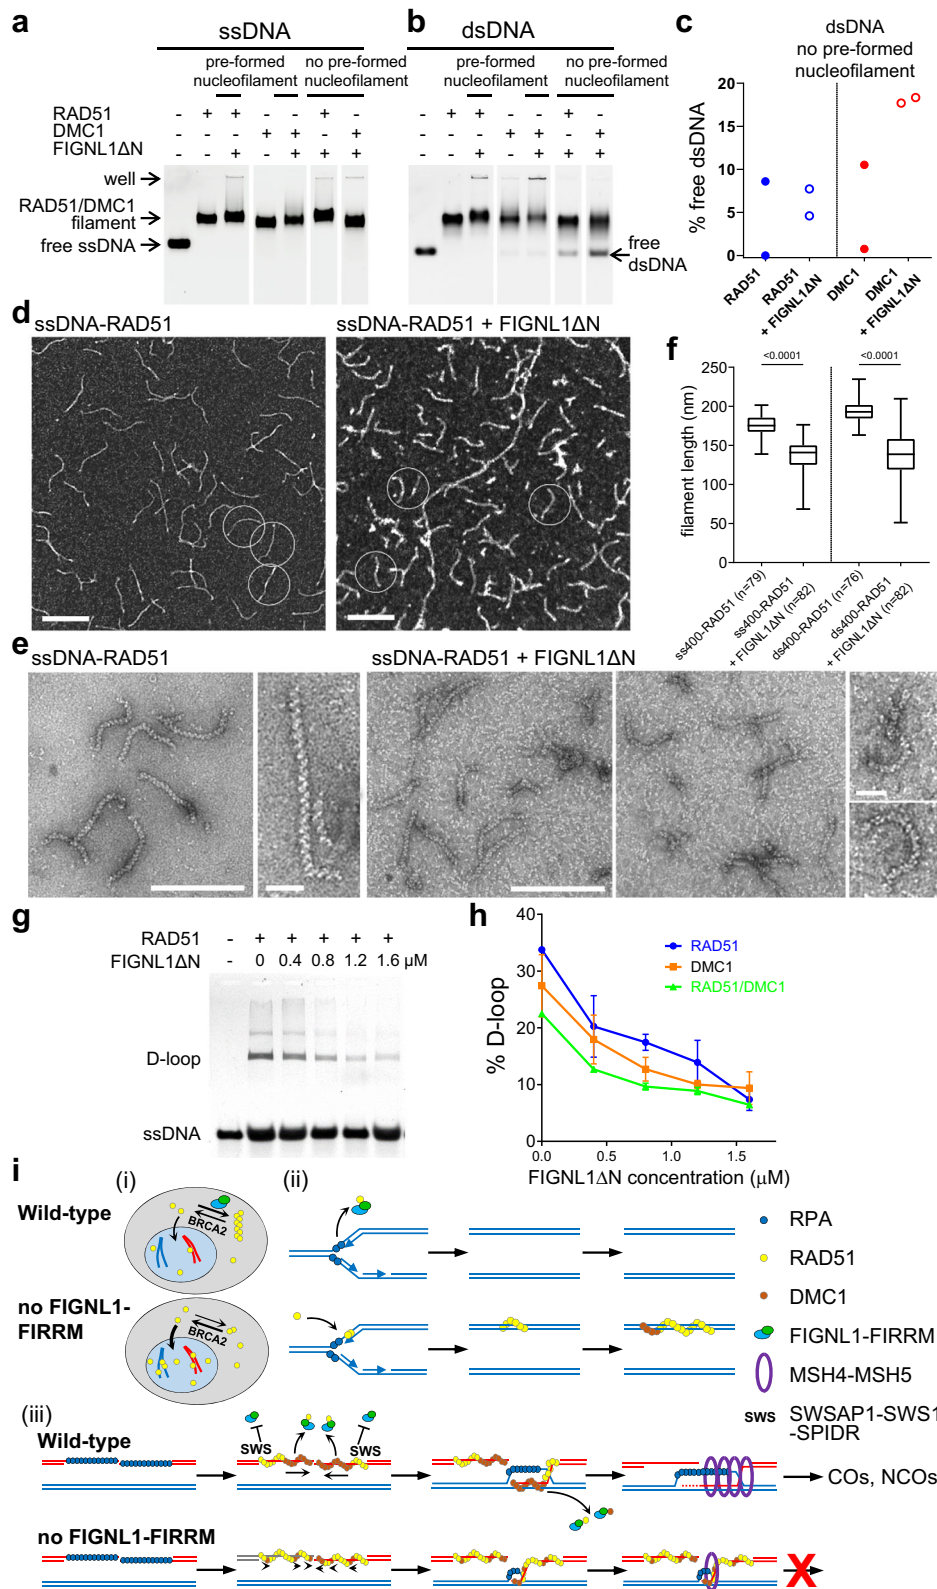 a
ssDNA
pre-formed nucleofilament
no pre-formed nucleofilament
RAD51 - + + - - + -
DMC1 - - - + + - +
FIGNL1ΔN - - + - + + +
well
RAD51/DMC1 filament
free ssDNA
b
dsDNA
pre-formed nucleofilament
no pre-formed nucleofilament
- + + - - + -
- - - + + - +
- - + - + + +
free dsDNA
c
dsDNA
no pre-formed
nucleofilament
% free dsDNA
20
15
10
5
0
RAD51
RAD51 + FIGNL1ΔN
DMC1
DMC1 + FIGNL1ΔN
d
ssDNA-RAD51
ssDNA-RAD51 + FIGNL1ΔN
f
<0.0001
<0.0001
filament length (nm)
250
200
150
100
50
0
ss400-RAD51 (n=79)
ss400-RAD51 + FIGNL1ΔN (n=82)
ds400-RAD51 (n=76)
ds400-RAD51 + FIGNL1ΔN (n=82)
e
ssDNA-RAD51
ssDNA-RAD51 + FIGNL1ΔN
g
RAD51 - + + + + +
FIGNL1ΔN - 0 0.4 0.8 1.2 1.6 μM
D-loop
ssDNA
h
% D-loop
40
30
20
10
0
0.0 0.5 1.0 1.5
FIGNL1ΔN concentration (μM)
RAD51
DMC1
RAD51/DMC1
i
(i)
(ii)
Wild-type
BRCA2
no FIGNL1-FIRRM
BRCA2
RPA
RAD51
DMC1
FIGNL1-FIRRM
MSH4-MSH5
SWS SWSAP1-SWS1-SPIDR
(iii)
Wild-type
SWS
SWS
COs, NCOs
no FIGNL1-FIRRM
X